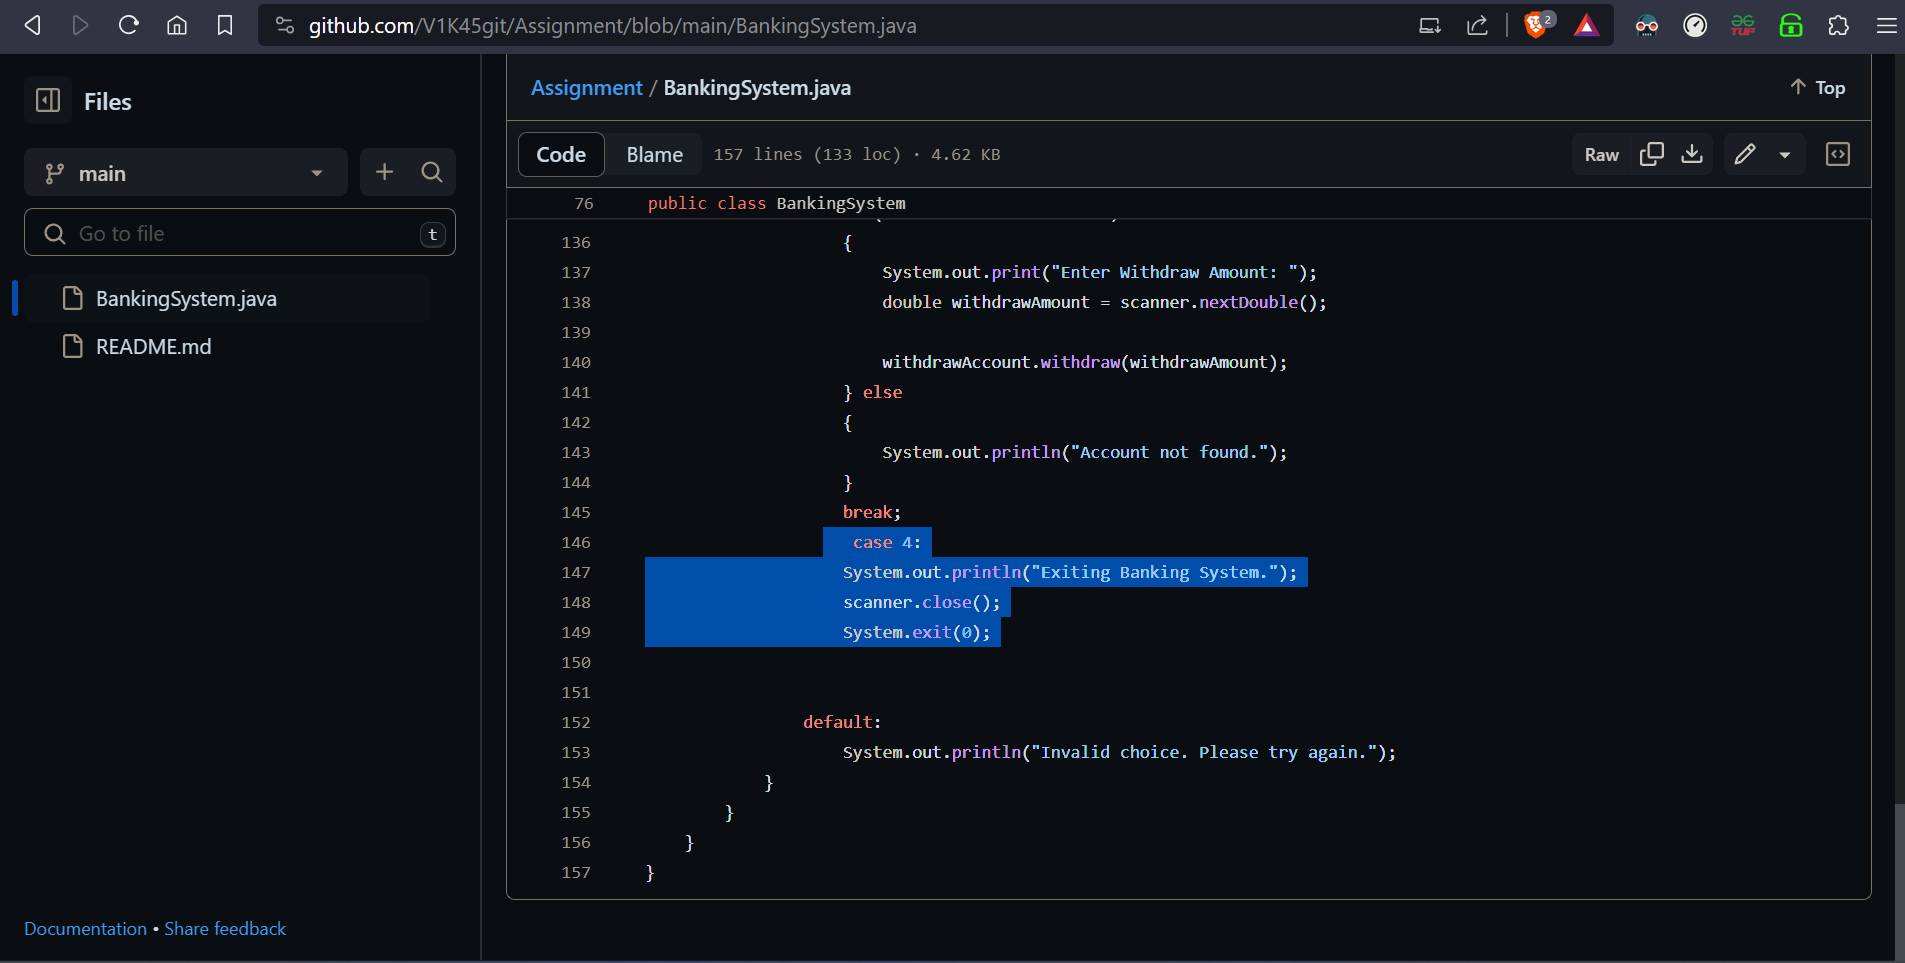 github.com/V1K45git/Assignment/blob/main/BankingSystem.java
2
Files
main
Go to file
t
BankingSystem.java
README.md
Documentation • Share feedback
Assignment / BankingSystem.java
Top
Code Blame 157 lines (133 loc) · 4.62 KB
Raw
76 public class BankingSystem
136 {
137 System.out.print("Enter Withdraw Amount: ");
138 double withdrawAmount = scanner.nextDouble();
139
140 withdrawAccount.withdraw(withdrawAmount);
141 } else
142 {
143 System.out.println("Account not found.");
144 }
145 break;
146 case 4:
147 System.out.println("Exiting Banking System.");
148 scanner.close();
149 System.exit(0);
150
151
152 default:
153 System.out.println("Invalid choice. Please try again.");
154 }
155 }
156 }
157 }